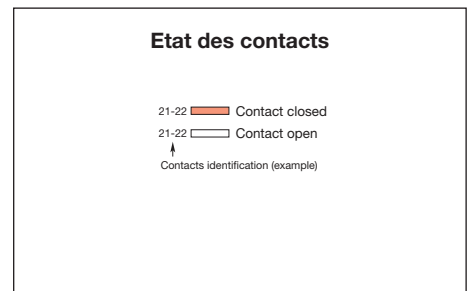 Etat des contacts
21-22 Contact closed
21-22 Contact open
Contacts identification (example)